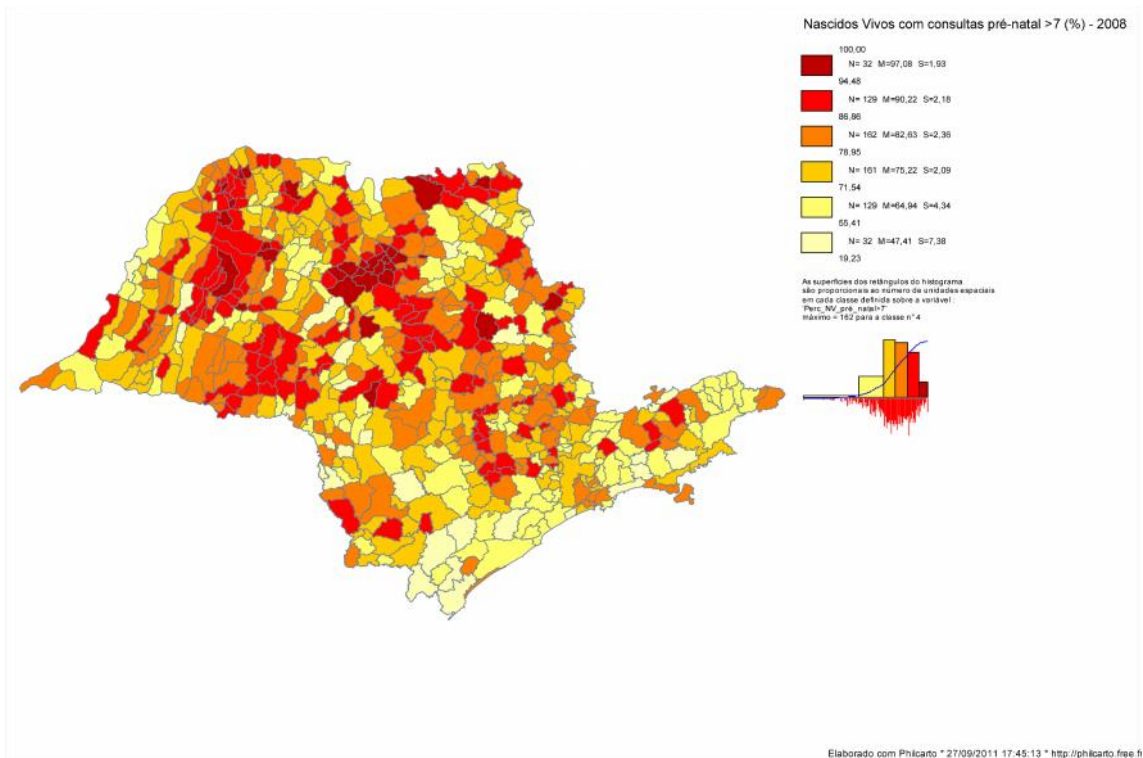 Nascidos Vivos com consultas pré-natal >7 (%) - 2008
100,00
N= 32 M=97,08 S=1,93
94,48
N= 129 M=90,22 S=2,18
86,86
N= 162 M=82,63 S=2,36
78,95
N= 161 M=75,22 S=2,09
71,54
N= 129 M=64,94 S=4,34
55,41
N= 32 M=47,41 S=7,38
19,23
As superfícies dos retângulos do histograma
são proporcionais ao número de unidades espaciais
em cada classe definida sobre a variável :
'Perc_NV_pré_natal>7'
máximo = 162 para a classe n° 4
Elaborado com Philcarto * 27/09/2011 17:45:13 * http://philcarto.free.f